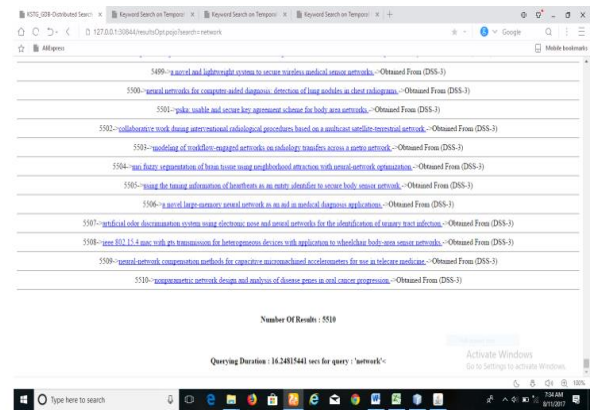 KSTG_GDB-Distributed Search
Keyword Search on Temporal
Keyword Search on Temporal
Keyword Search on Temporal
127.0.0.1:30644/resultsOpt.pojo?search=network
Google
AliExpress
Mobile bookmarks
5499->a novel and lightweight system to secure wireless medical sensor networks.->Obtained From (DSS-3)
5500->neural networks for computer-aided diagnosis: detection of lung nodules in chest radiograms.->Obtained From (DSS-3)
5501->pska: usable and secure key agreement scheme for body area networks.->Obtained From (DSS-3)
5502->collaborative work during interventional radiological procedures based on a multicast satellite-terrestrial network.->Obtained From (DSS-3)
5503->modeling of workflow-engaged networks on radiology transfers across a metro network.->Obtained From (DSS-3)
5504->mri fuzzy segmentation of brain tissue using neighborhood attraction with neural-network optimization.->Obtained From (DSS-3)
5505->using the timing information of heartbeats as an entity identifier to secure body sensor network.->Obtained From (DSS-3)
5506->a novel large-memory neural network as an aid in medical diagnosis applications.->Obtained From (DSS-3)
5507->artificial odor discrimination system using electronic nose and neural networks for the identification of urinary tract infection.->Obtained From (DSS-3)
5508->ieee 802.15.4 mac with gts transmission for heterogeneous devices with application to wheelchair body-area sensor networks.->Obtained From (DSS-3)
5509->neural-network compensation methods for capacitive micromachined accelerometers for use in telecare medicine.->Obtained From (DSS-3)
5510->nonparametric network design and analysis of disease genes in oral cancer progression.->Obtained From (DSS-3)
Number Of Results : 5510
Querying Duration : 16.24815441 secs for query : 'network'<
Activate Windows
Go to Settings to activate Windows.
100%
Type here to search
7:34 AM
8/11/2017